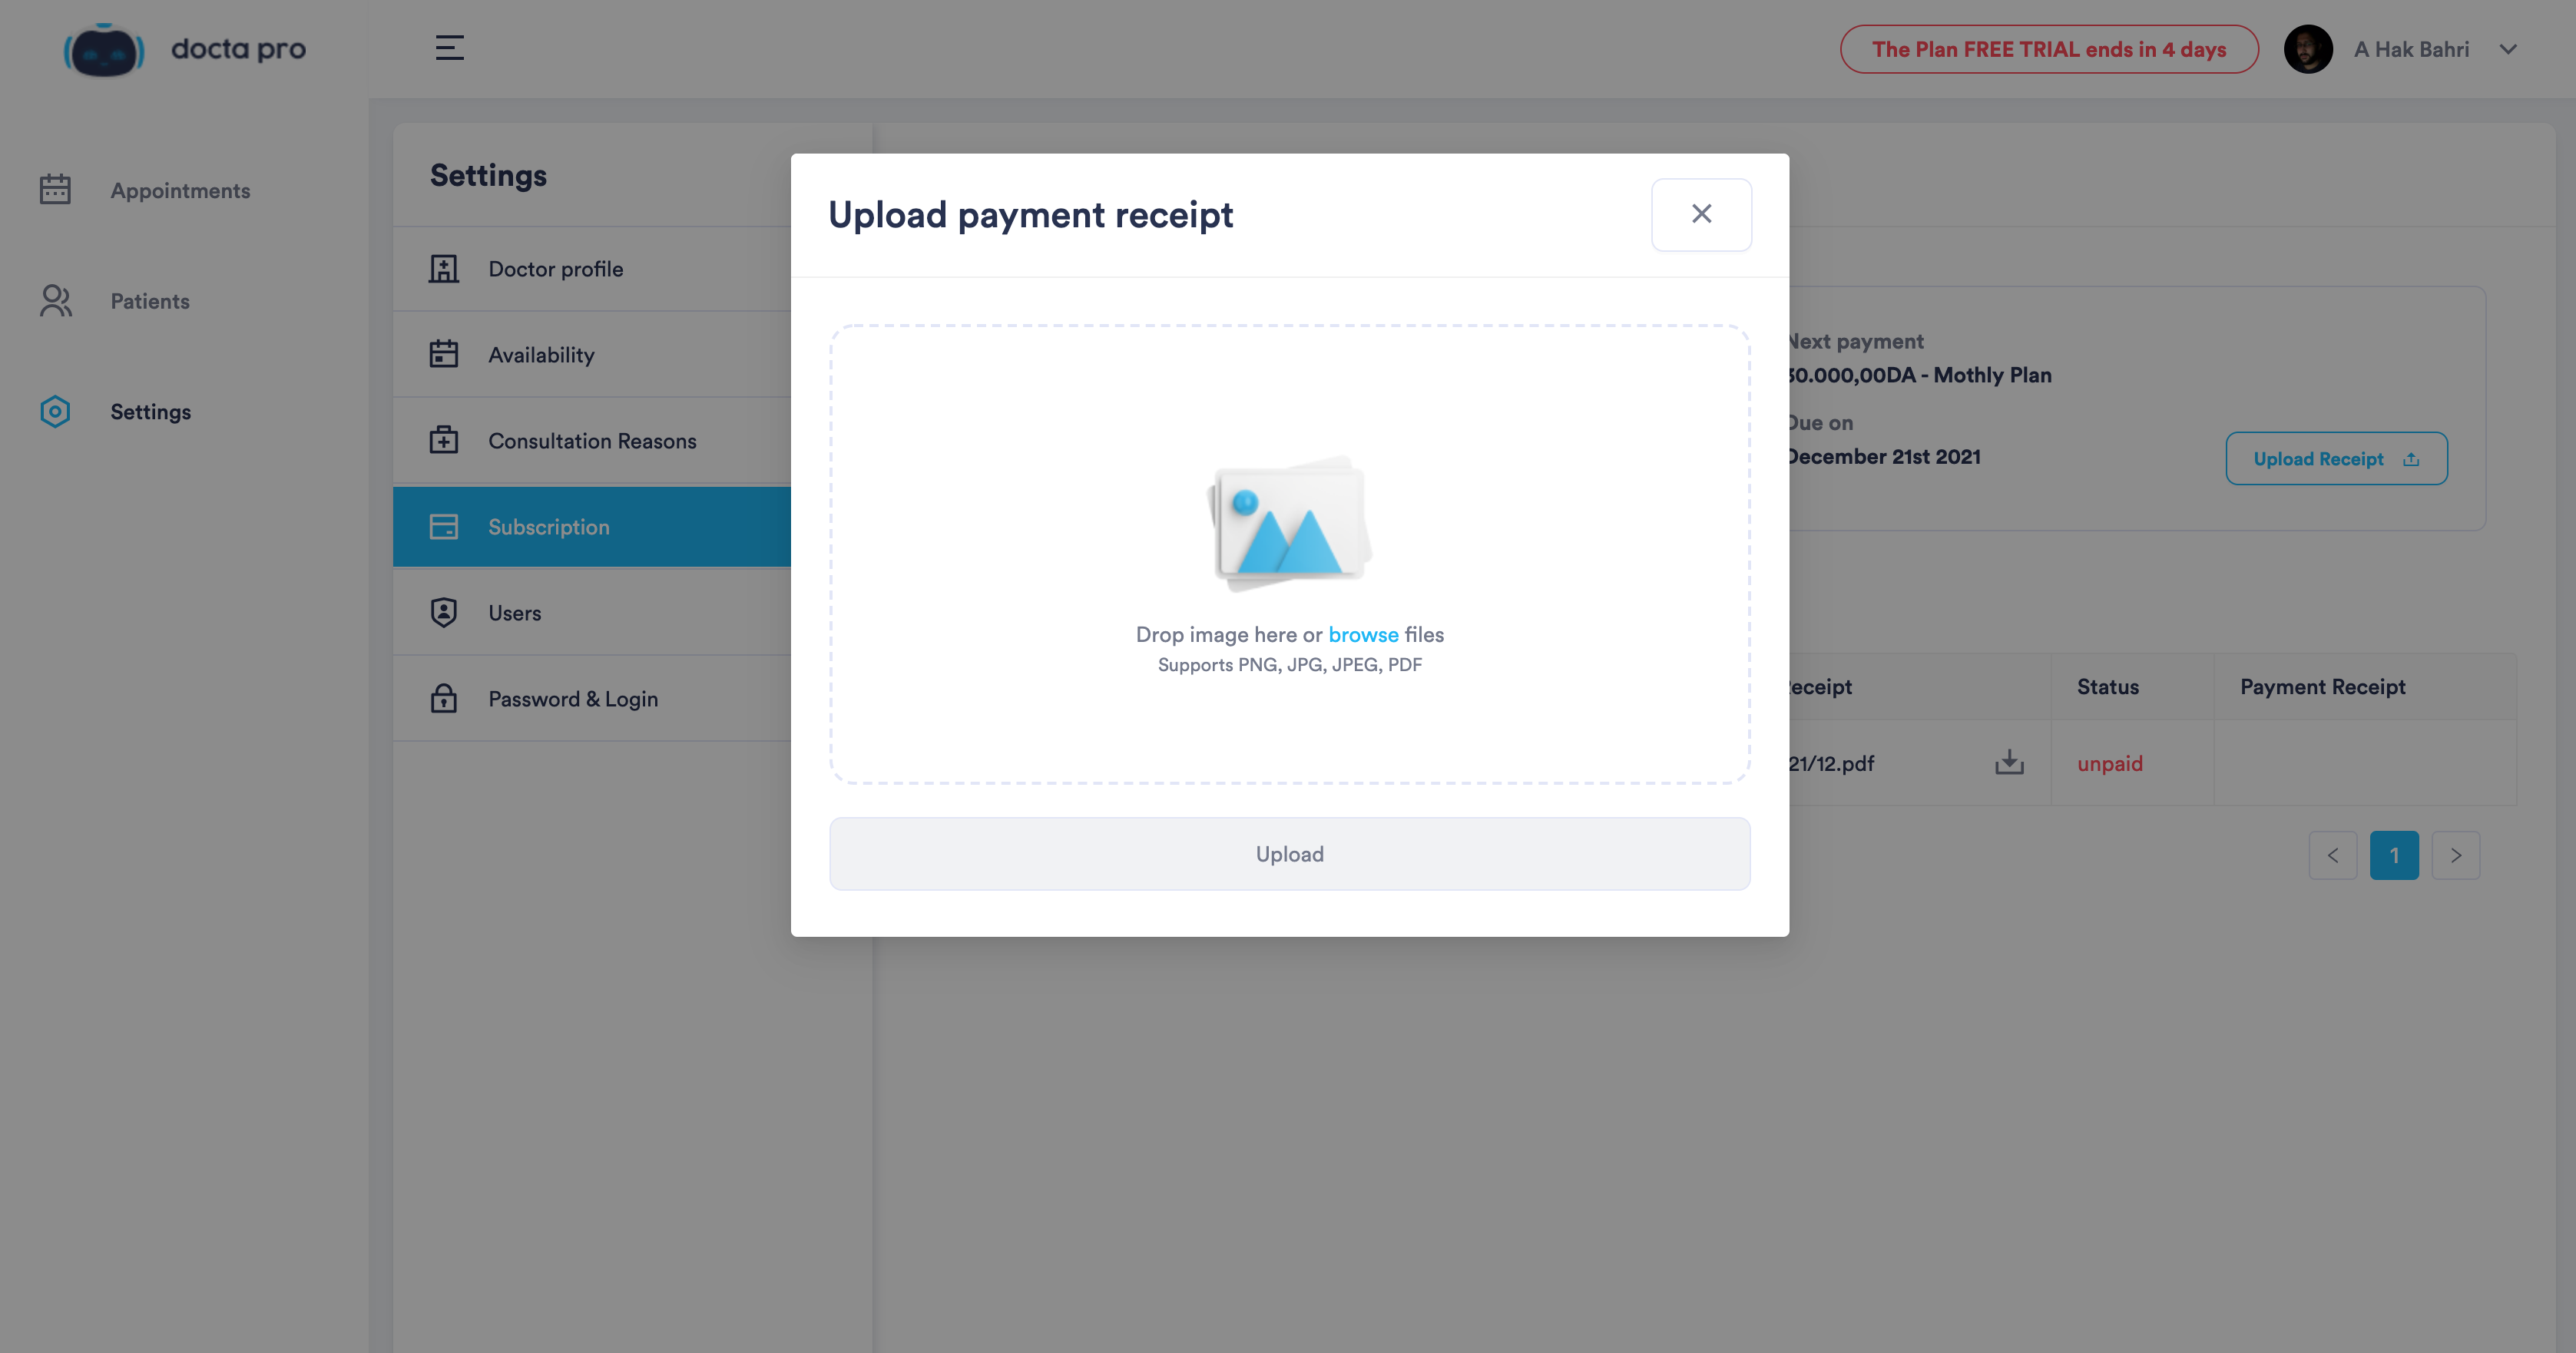 docta pro
The Plan FREE TRIAL ends in 4 days
A Hak Bahri
Appointments
Patients
Settings
Settings
Doctor profile
Availability
Consultation Reasons
Subscription
Users
Password & Login
Upload payment receipt
Drop image here or browse files
Supports PNG, JPG, JPEG, PDF
Upload
Next payment
30.000,00DA - Mothly Plan
Due on
December 21st 2021
Upload Receipt
eceipt
Status
Payment Receipt
21/12.pdf
unpaid
1